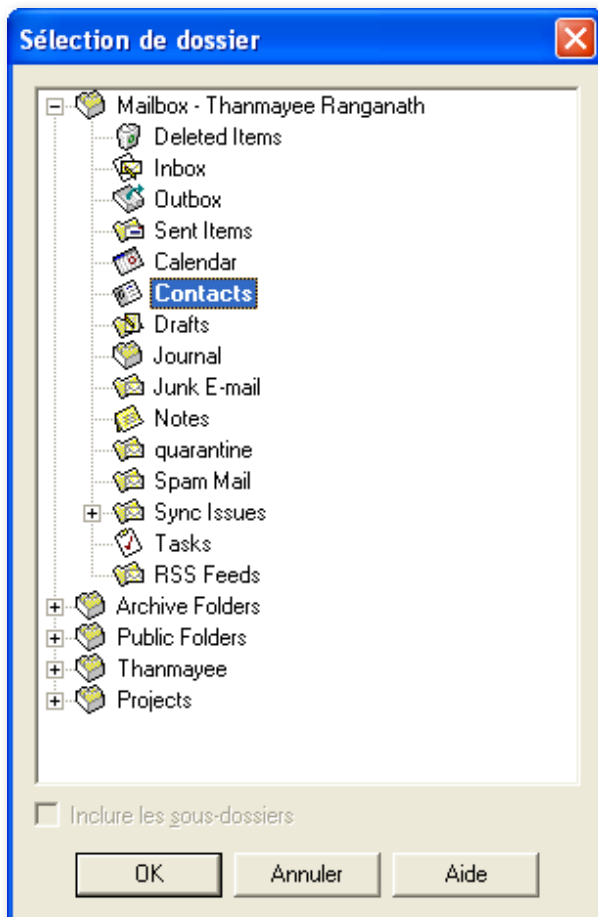 Sélection de dossier
Mailbox - Thanmayee Ranganath
Deleted Items
Inbox
Outbox
Sent Items
Calendar
Contacts
Drafts
Journal
Junk E-mail
Notes
quarantine
Spam Mail
Sync Issues
Tasks
RSS Feeds
Archive Folders
Public Folders
Thanmayee
Projects
Inclure les sous-dossiers
OK Annuler Aide